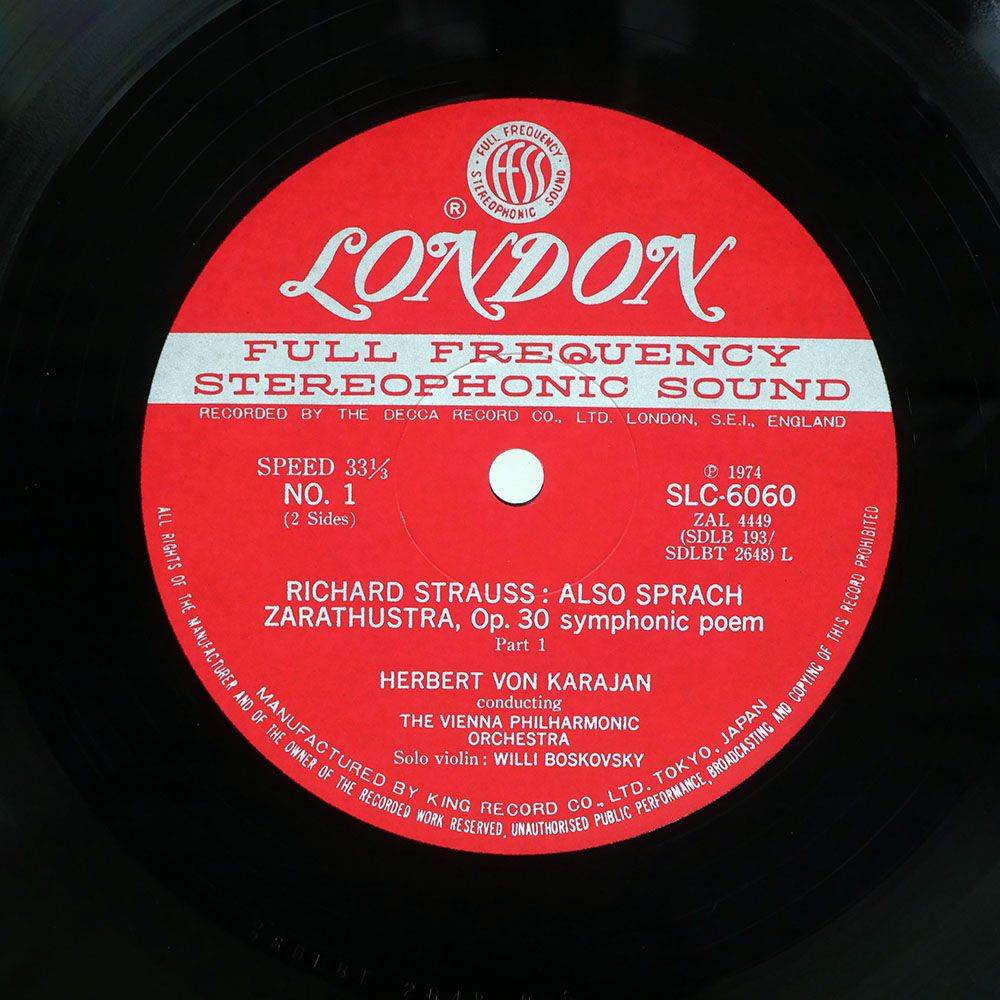 FULL FREQUENCY
FFSS
STEREOPHONIC SOUND
®
LONDON
FULL FREQUENCY
STEREOPHONIC SOUND
RECORDED BY THE DECCA RECORD CO., LTD. LONDON, S.E.I., ENGLAND
SPEED 33⅓
NO. 1
(2 Sides)
℗ 1974
SLC-6060
ZAL 4449
(SDLB 193/
SDLBT 2648) L
RICHARD STRAUSS: ALSO SPRACH
ZARATHUSTRA, Op. 30 symphonic poem
Part 1
HERBERT VON KARAJAN
conducting
THE VIENNA PHILHARMONIC
ORCHESTRA
Solo violin: WILLI BOSKOVSKY
MANUFACTURED BY KING RECORD CO., LTD. TOKYO, JAPAN
ALL RIGHTS OF THE MANUFACTURER AND OF THE OWNER OF THE RECORDED WORK RESERVED. UNAUTHORISED PUBLIC PERFORMANCE, BROADCASTING AND COPYING OF THIS RECORD PROHIBITED